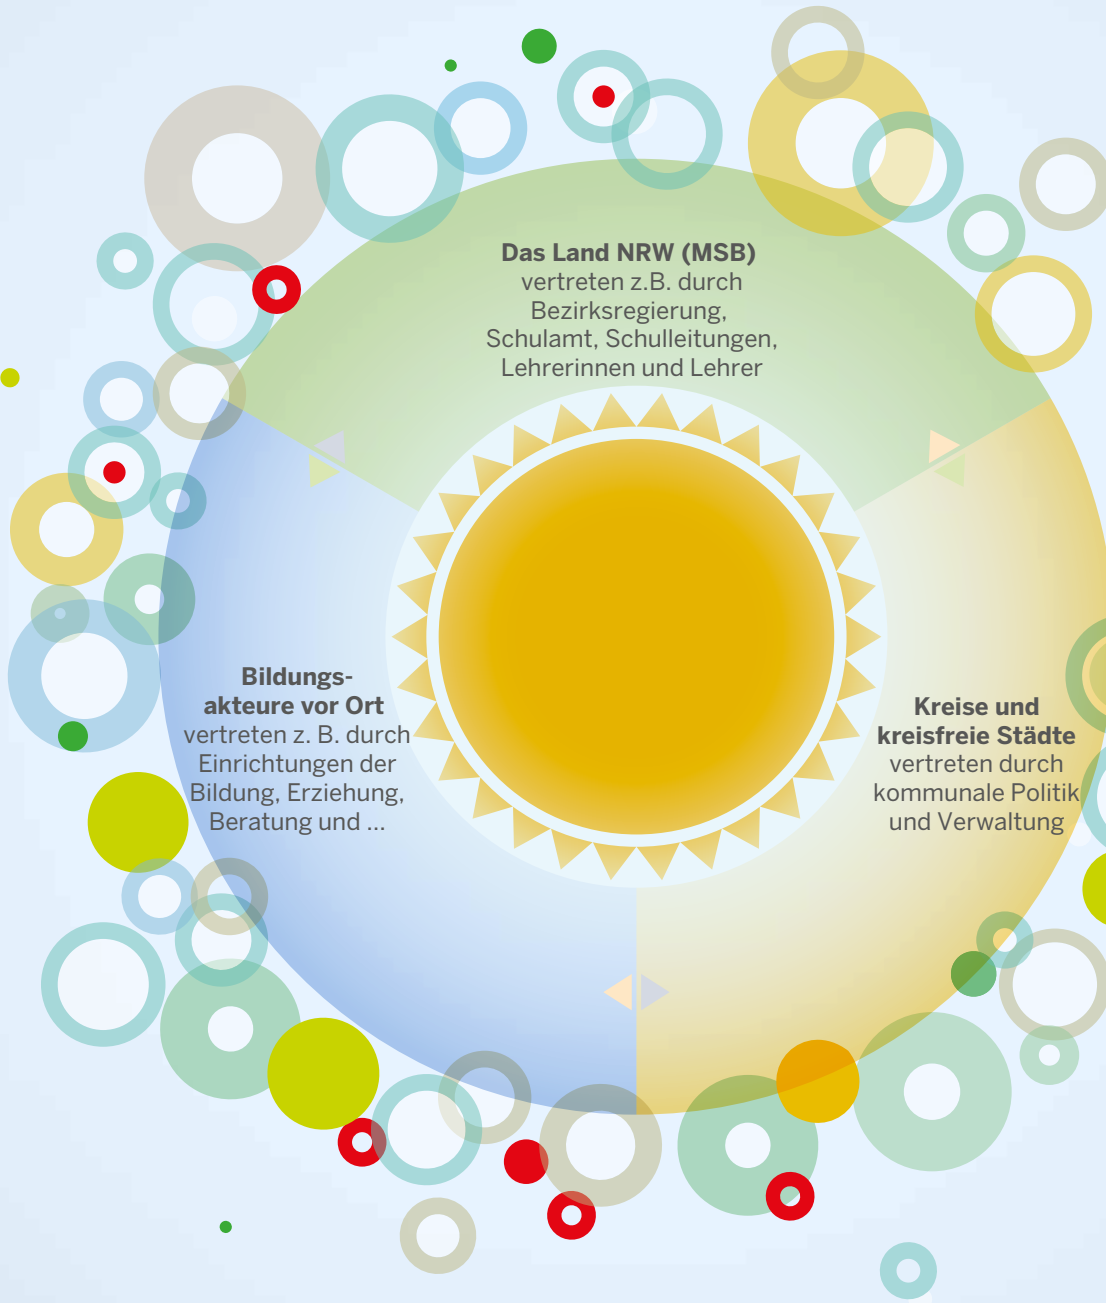 Das Land NRW (MSB)
vertreten z.B. durch
Bezirksregierung,
Schulamt, Schulleitungen,
Lehrerinnen und Lehrer
Bildungs-
akteure vor Ort
vertreten z. B. durch
Einrichtungen der
Bildung, Erziehung,
Beratung und ...
Kreise und
kreisfreie Städte
vertreten durch
kommunale Politik
und Verwaltung